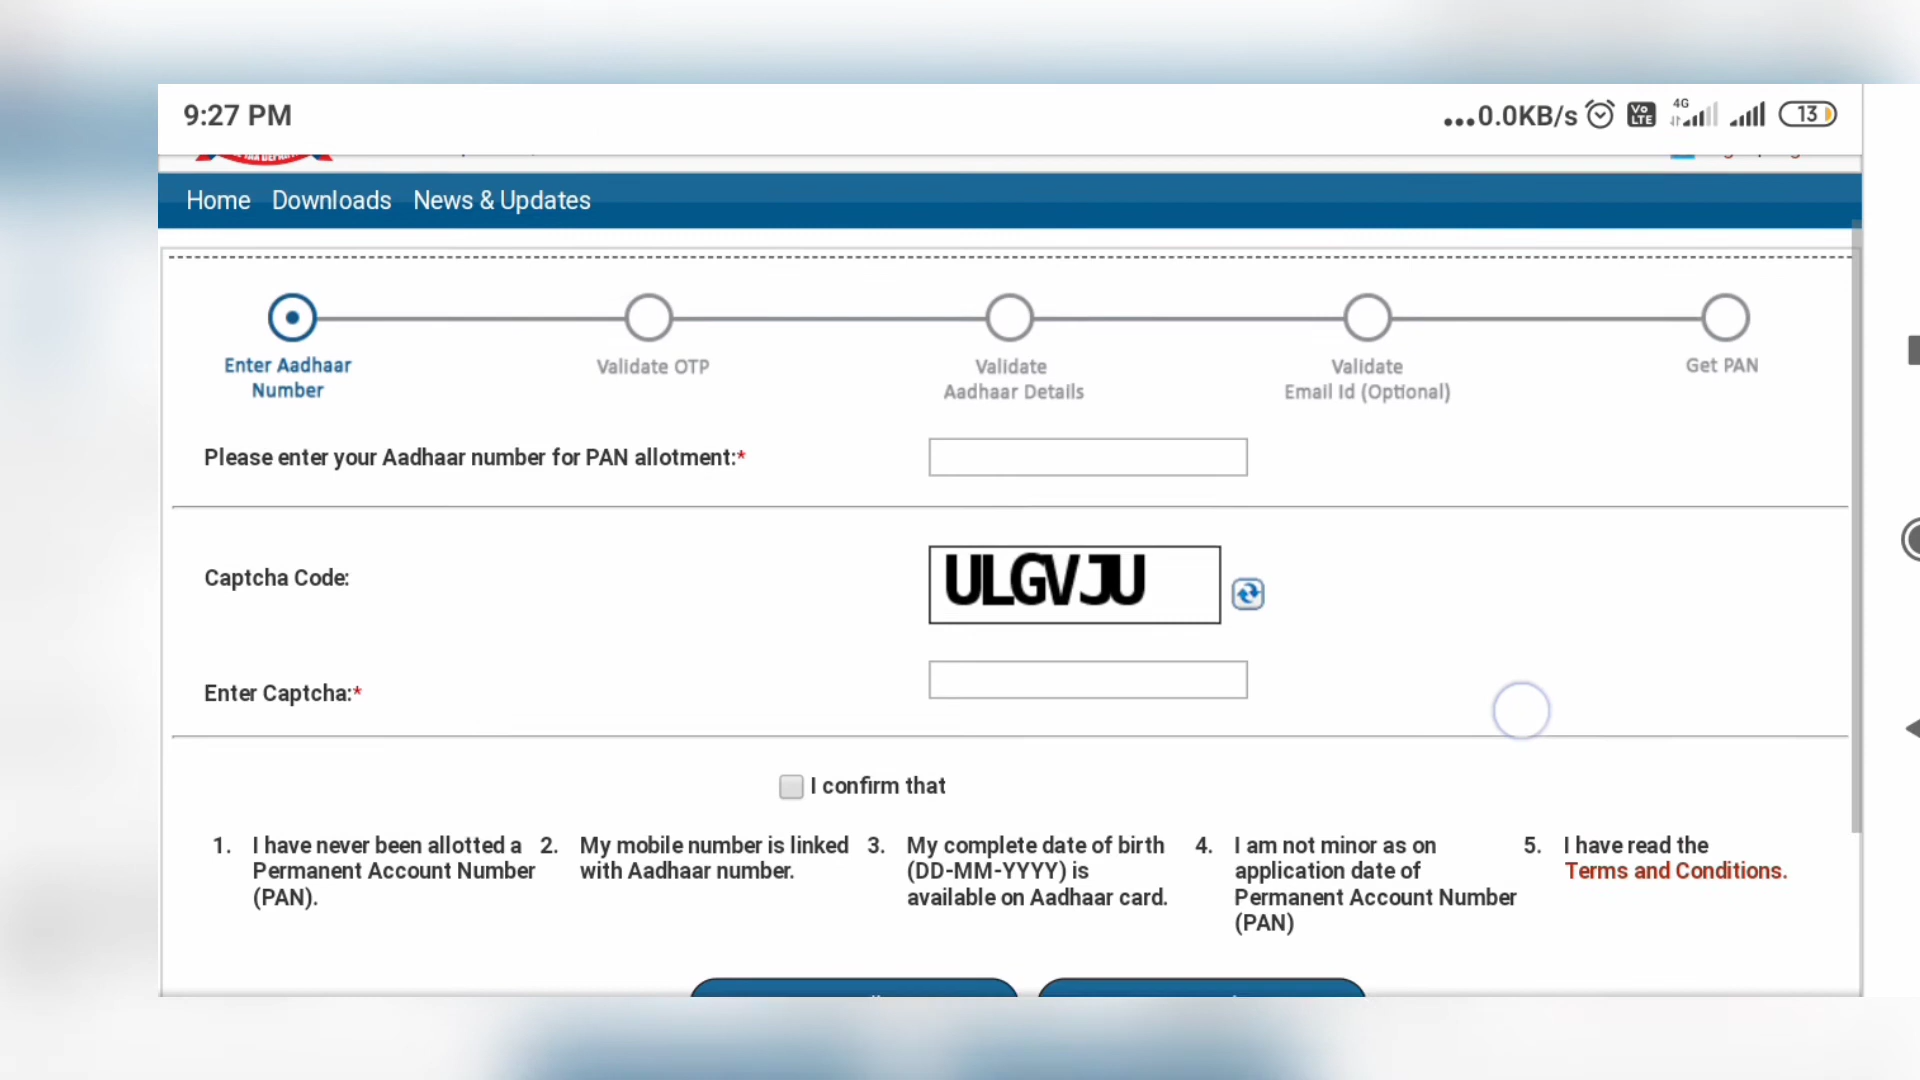 9:27 PM
...0.0KB/s
Vo
LTE
4G
13
Home Downloads News & Updates
Enter Aadhaar
Number
Validate OTP
Validate
Aadhaar Details
Validate
Email Id (Optional)
Get PAN
Please enter your Aadhaar number for PAN allotment:*
Captcha Code:
ULGVJU
Enter Captcha:*
I confirm that
1. I have never been allotted a
Permanent Account Number
(PAN).
2. My mobile number is linked
with Aadhaar number.
3. My complete date of birth
(DD-MM-YYYY) is
available on Aadhaar card.
4. I am not minor as on
application date of
Permanent Account Number
(PAN)
5. I have read the
Terms and Conditions.